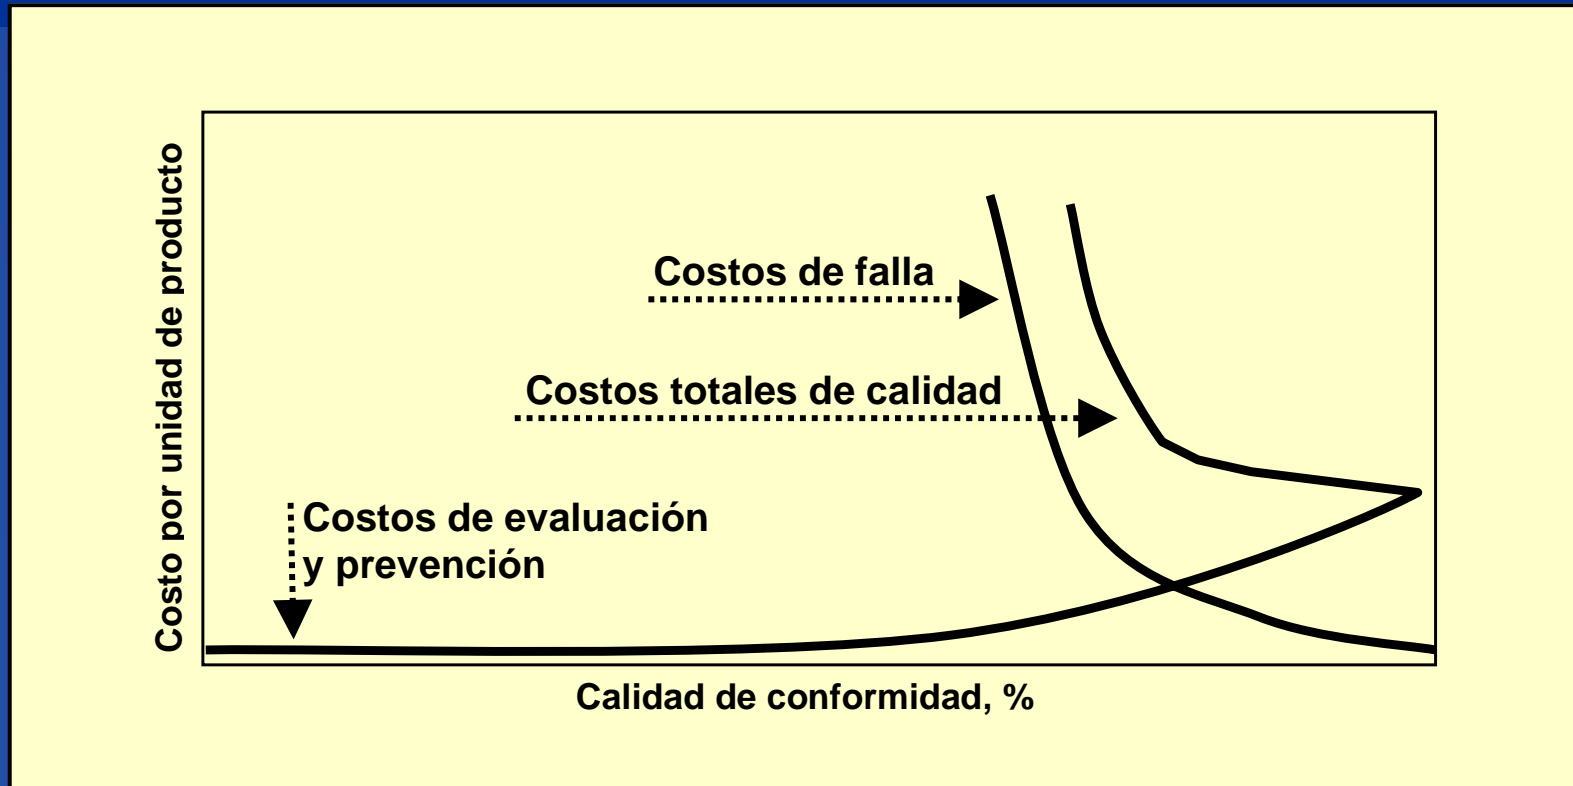 Costo por unidad de producto
Costos de falla
Costos totales de calidad
Costos de evaluación
y prevención
Calidad de conformidad, %